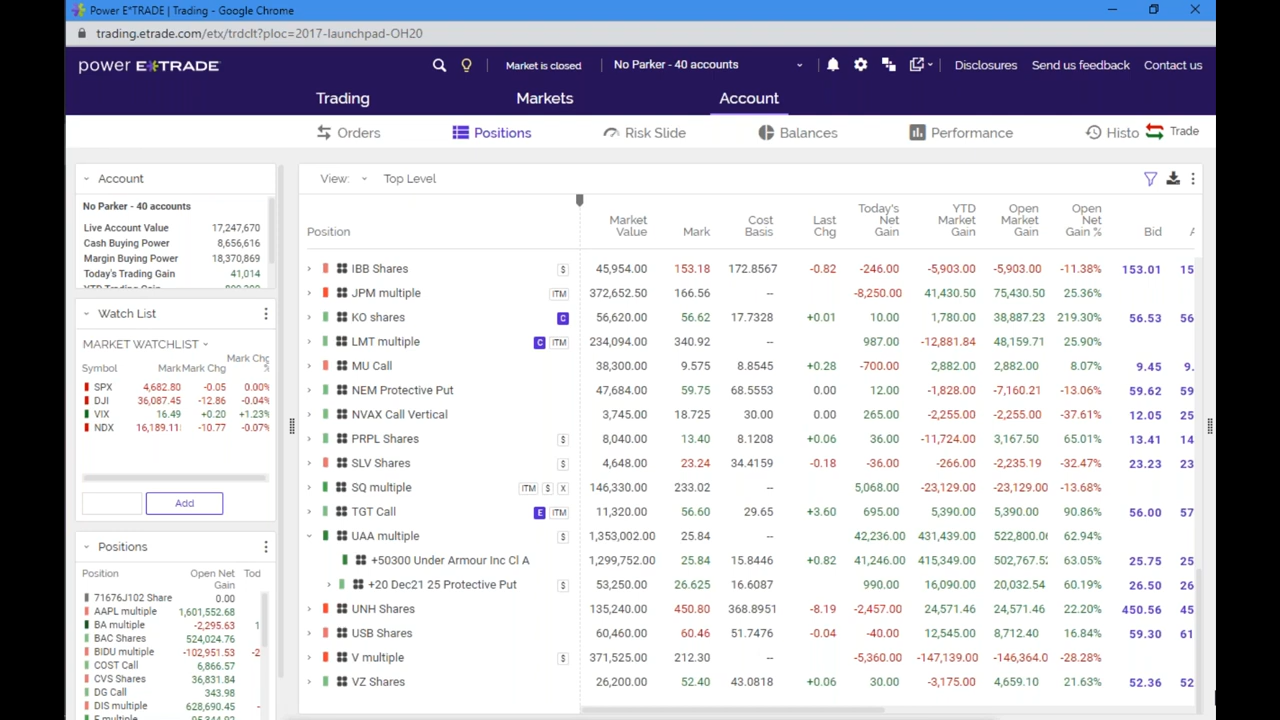 Power E*TRADE | Trading - Google Chrome
trading.etrade.com/etx/trdclt?ploc=2017-launchpad-OH20
power E*TRADE
Market is closed
No Parker - 40 accounts
Disclosures
Send us feedback
Contact us
Trading
Markets
Account
Orders
Positions
Risk Slide
Balances
Performance
Histo
Trade
Account
No Parker - 40 accounts
Live Account Value 17,247,670
Cash Buying Power 8,656,616
Margin Buying Power 18,370,869
Today's Trading Gain 41,014
Watch List
MARKET WATCHLIST
Symbol Mark Mark Chg Mark Chg %
SPX 4,682.80 -0.05 0.00%
DJI 36,087.45 -12.86 -0.04%
VIX 16.49 +0.20 +1.23%
NDX 16,189.11 -10.77 -0.07%
Add
Positions
Position Open Net Gain Tod
71676J102 Share 0.00
AAPL multiple 1,601,552.68
BA multiple -2,295.63 1
BAC Shares 524,024.76
BIDU multiple -102,951.53 -2
COST Call 6,866.57
CVS Shares 36,831.84
DG Call 343.98
DIS multiple 628,690.45 -
View: Top Level
Position Market Value Mark Cost Basis Last Chg Today's Net Gain YTD Market Gain Open Market Gain Open Net Gain % Bid A
IBB Shares $ 45,954.00 153.18 172.8567 -0.82 -246.00 -5,903.00 -5,903.00 -11.38% 153.01 15
JPM multiple ITM 372,652.50 166.56 -- -8,250.00 41,430.50 75,430.50 25.36%
KO shares C 56,620.00 56.62 17.7328 +0.01 10.00 1,780.00 38,887.23 219.30% 56.53 56
LMT multiple C ITM 234,094.00 340.92 -- 987.00 -12,881.84 48,159.71 25.90%
MU Call 38,300.00 9.575 8.8545 +0.28 -700.00 2,882.00 2,882.00 8.07% 9.45 9.
NEM Protective Put 47,684.00 59.75 68.5553 0.00 12.00 -1,828.00 -7,160.21 -13.06% 59.62 60
NVAX Call Vertical 3,745.00 18.725 30.00 0.00 265.00 -2,255.00 -2,255.00 -37.61% 12.05 25
PRPL Shares $ 8,040.00 13.40 8.1208 +0.06 36.00 -11,724.00 3,167.50 65.01% 13.41 14
SLV Shares $ 4,648.00 23.24 34.4159 -0.18 -36.00 -266.00 -2,235.19 -32.47% 23.23 23
SQ multiple ITM $ X 146,330.00 233.02 -- 5,068.00 -23,129.00 -23,129.00 -13.68%
TGT Call E ITM 11,320.00 56.60 29.65 +3.60 695.00 5,390.00 5,390.00 90.86% 56.00 57
UAA multiple $ 1,353,002.00 25.84 -- 42,236.00 431,439.00 522,800.0 62.94%
+50300 Under Armour Inc Cl A 1,299,752.00 25.84 15.8446 +0.82 41,246.00 415,349.00 502,767.5 63.05% 25.75 25
+20 Dec21 25 Protective Put $ 53,250.00 26.625 16.6087 990.00 16,090.00 20,032.54 60.19% 26.50 26
UNH Shares 135,240.00 450.80 368.8951 -8.19 -2,457.00 24,571.46 24,571.46 22.20% 450.56 45
USB Shares 60,460.00 60.46 51.7476 -0.04 -40.00 12,545.00 8,712.40 16.84% 59.30 61
V multiple $ 371,525.00 212.30 -- -5,360.00 -147,139.00 -146,364.0 -28.28%
VZ Shares 26,200.00 52.40 43.0818 +0.06 30.00 -3,175.00 4,659.10 21.63% 52.36 52